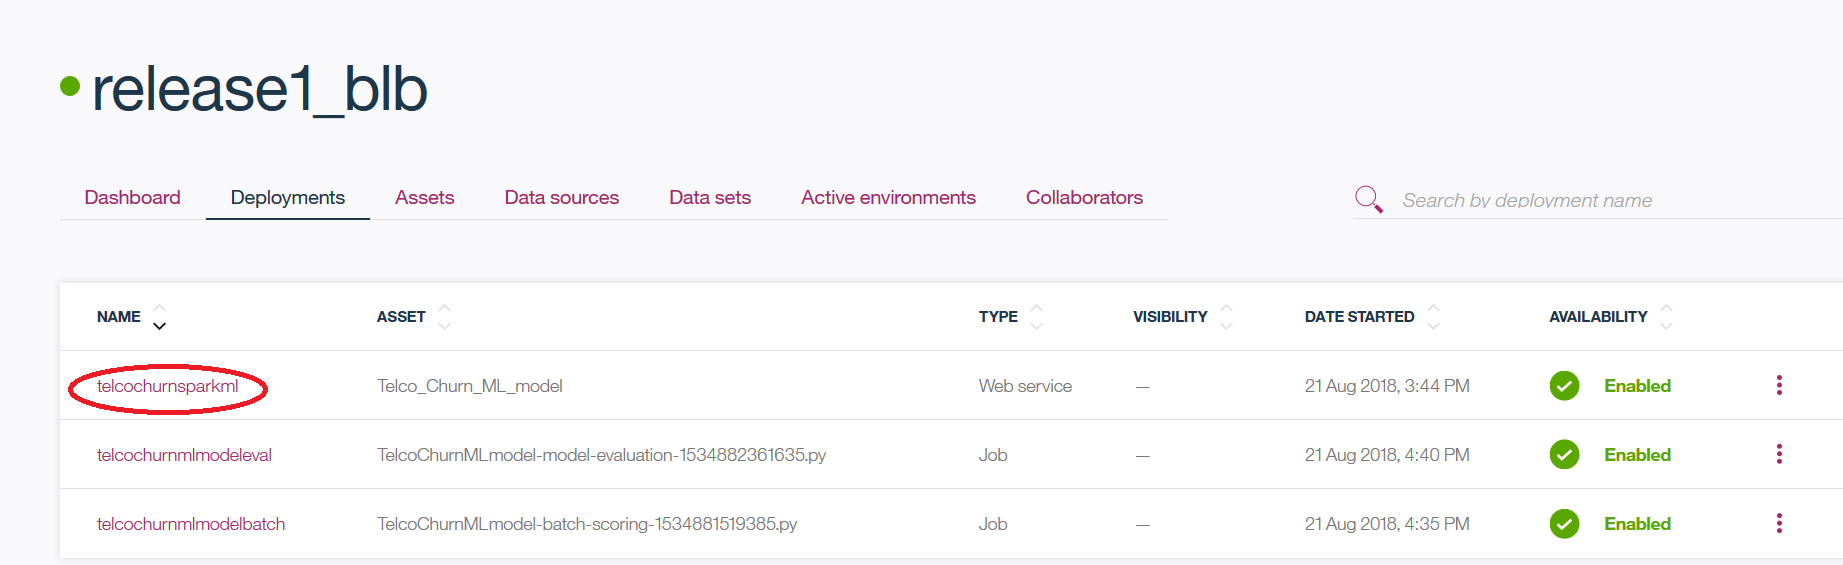 release1_blb
Dashboard Deployments Assets Data sources Data sets Active environments Collaborators Search by deployment name
NAME ASSET TYPE VISIBILITY DATE STARTED AVAILABILITY
telcochurnsparkml Telco_Churn_ML_model Web service — 21 Aug 2018, 3:44 PM Enabled
telcochurnmlmodeleval TelcoChurnMLmodel-model-evaluation-1534882361635.py Job — 21 Aug 2018, 4:40 PM Enabled
telcochurnmlmodelbatch TelcoChurnMLmodel-batch-scoring-1534881519385.py Job — 21 Aug 2018, 4:35 PM Enabled